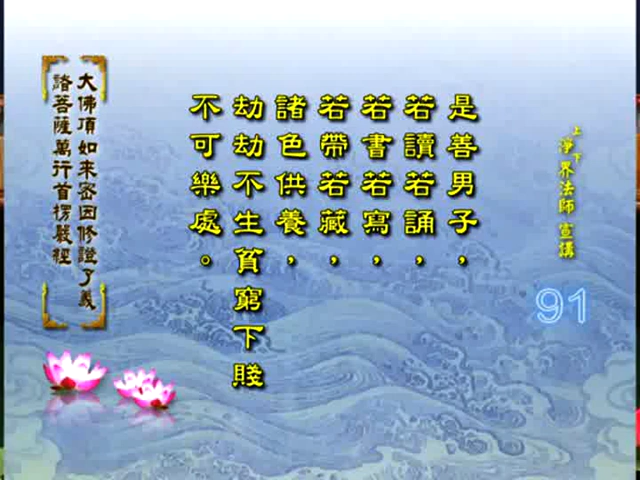 上淨下界法師 宣講
91
是善男子，
若讀若誦，
若書若寫，
若帶若藏，
諸色供養，
劫劫不生貧窮下賤
不可樂處。
大佛頂如來密因修證了義
諸菩薩萬行首楞嚴經